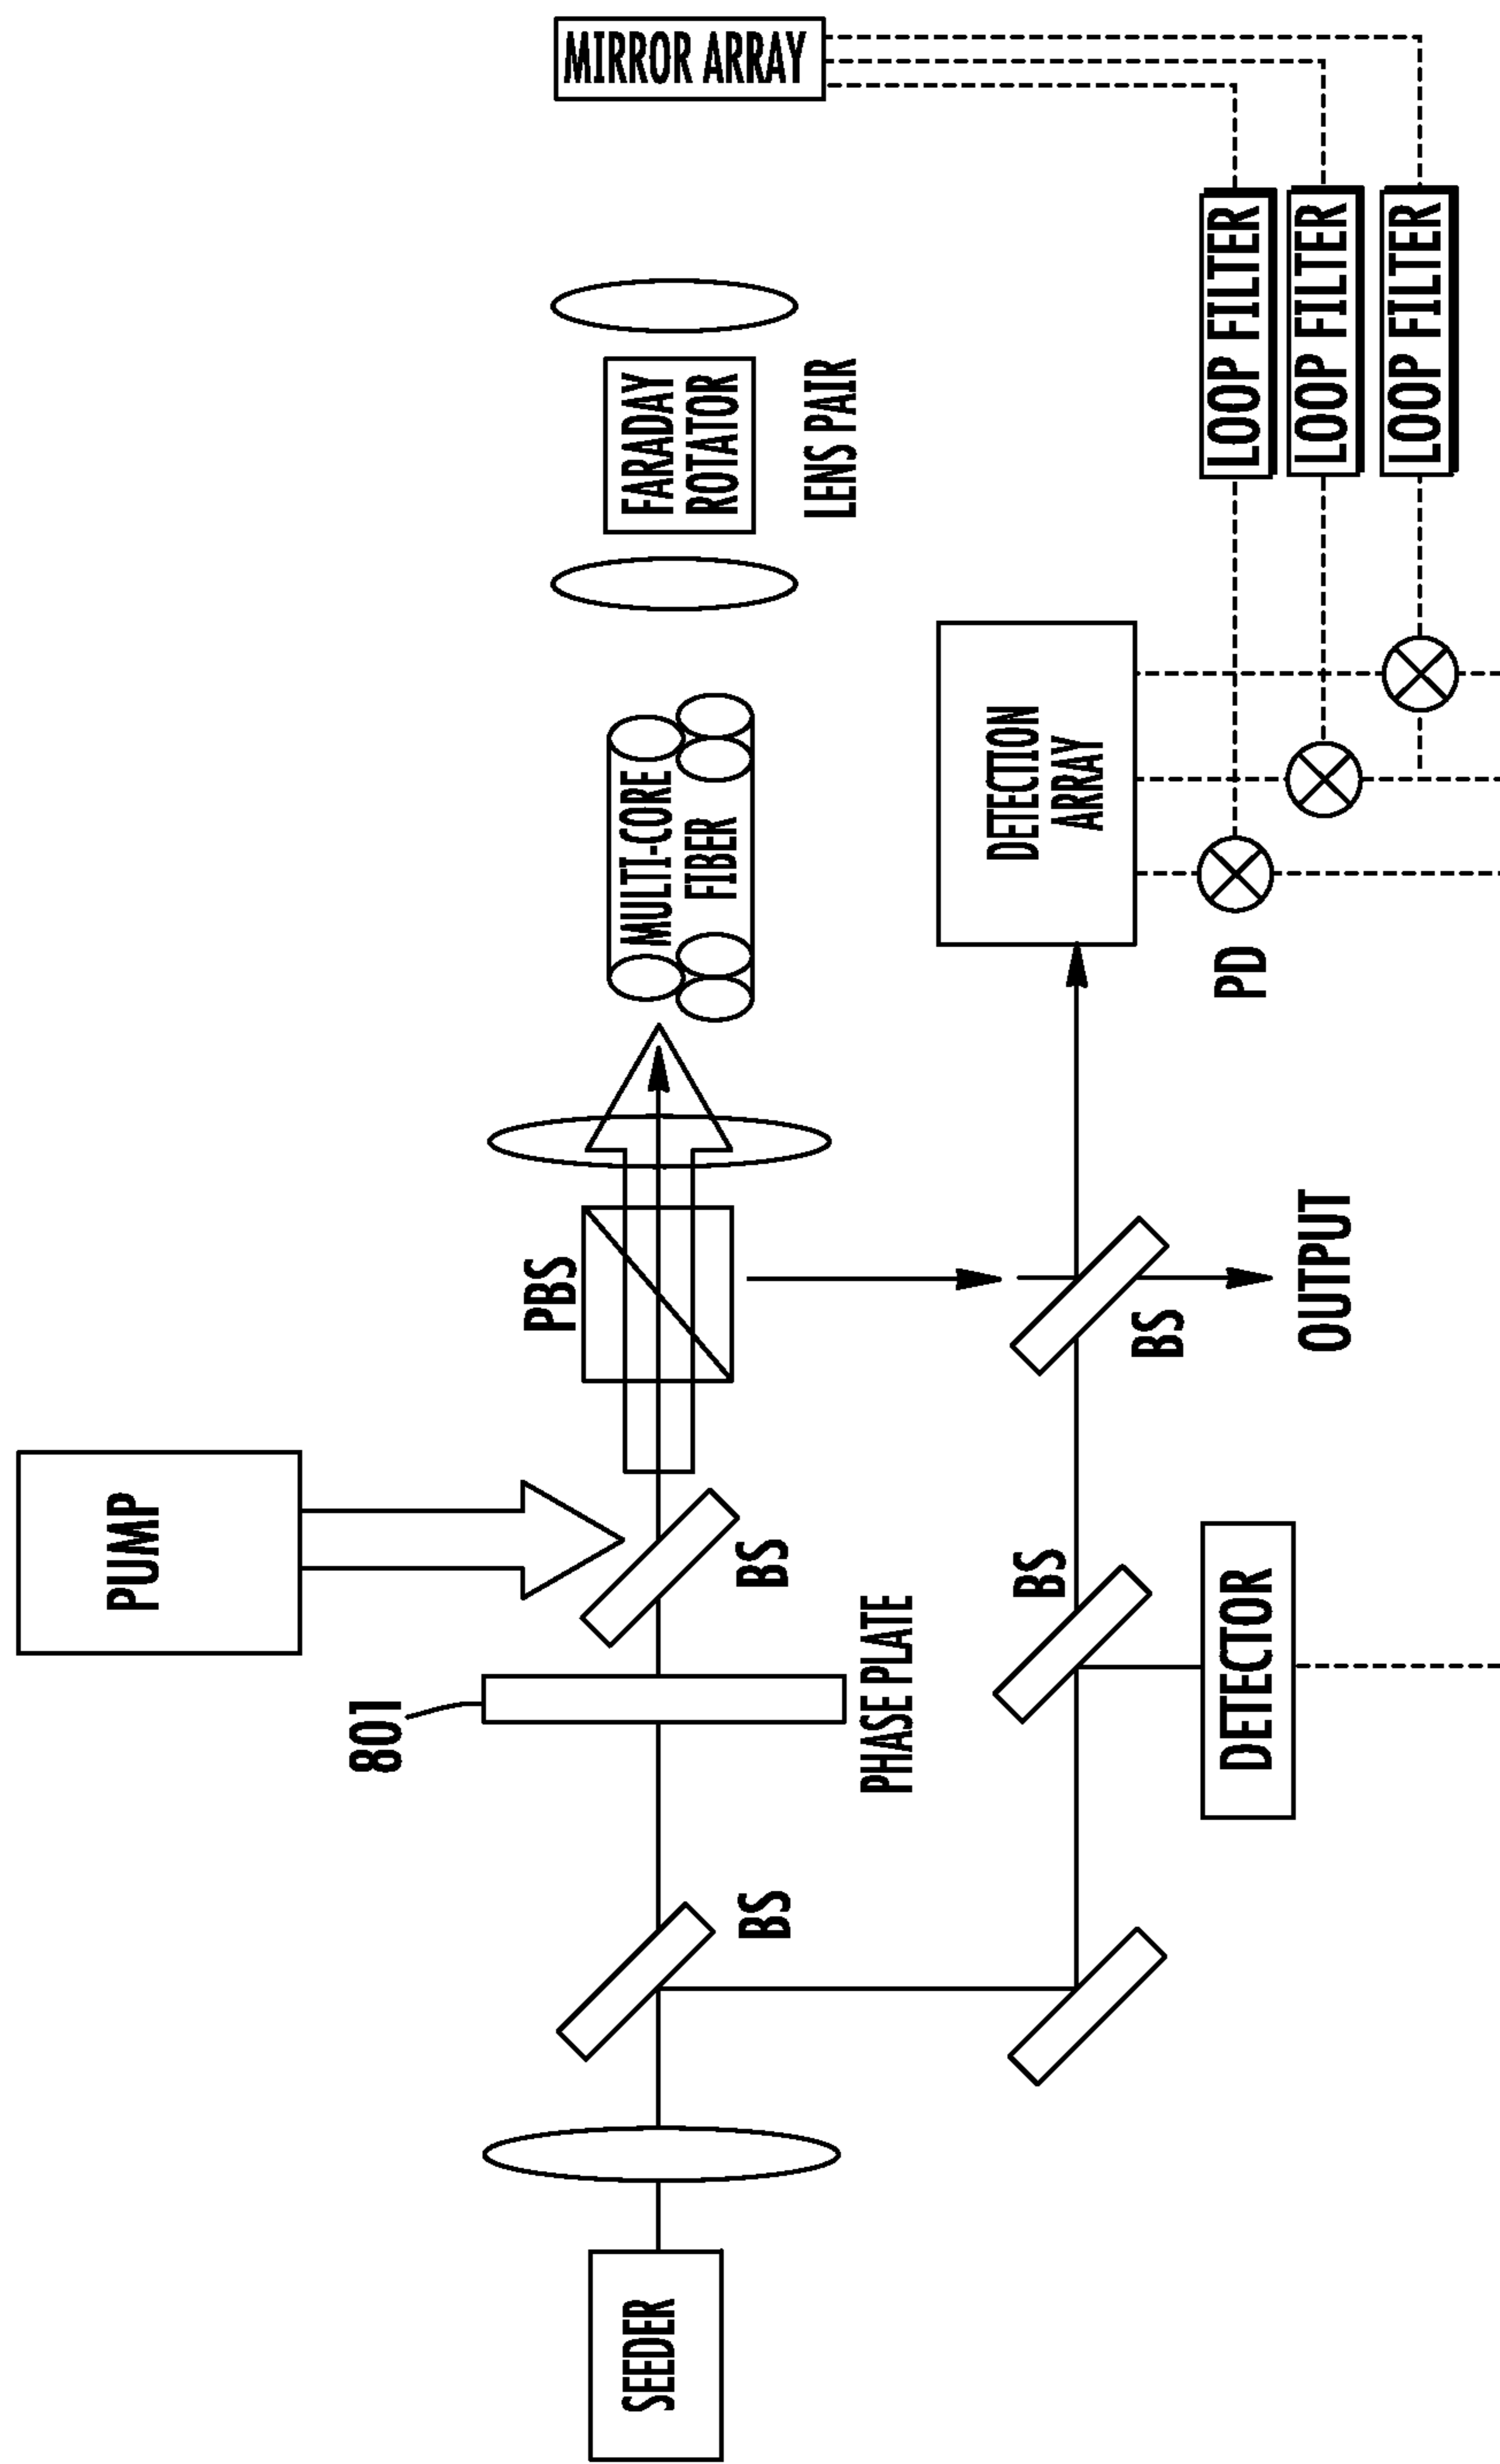 PUMP
801
SEEDER
BS
PHASE PLATE
BS
PBS
MULTI-CORE
FIBER
FARADAY
ROTATOR
LENS PAIR
MIRROR ARRAY
BS
DETECTOR
BS
OUTPUT
DETECTION
ARRAY
PD
LOOP FILTER
LOOP FILTER
LOOP FILTER